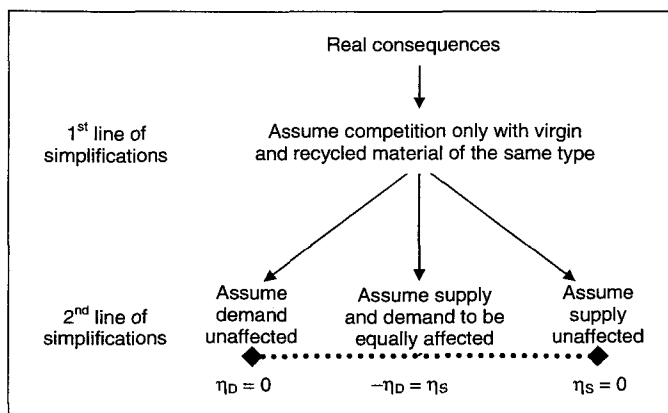 Real consequences
1st line of
simplifications
Assume competition only with virgin
and recycled material of the same type
2nd line of
simplifications
Assume
demand
unaffected
Assume supply
and demand to be
equally affected
Assume
supply
unaffected
ηD = 0
−ηD = ηS
ηS = 0